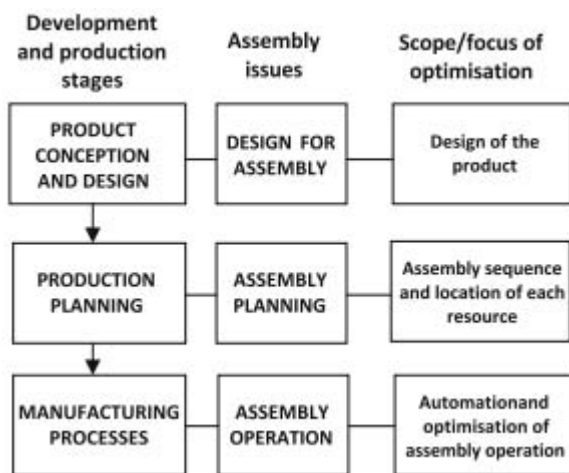 Development
and production
stages
Assembly
issues
Scope/focus of
optimisation
PRODUCT
CONCEPTION
AND DESIGN
DESIGN FOR
ASSEMBLY
Design of the
product
PRODUCTION
PLANNING
ASSEMBLY
PLANNING
Assembly sequence
and location of each
resource
MANUFACTURING
PROCESSES
ASSEMBLY
OPERATION
Automationand
optimisation of
assembly operation